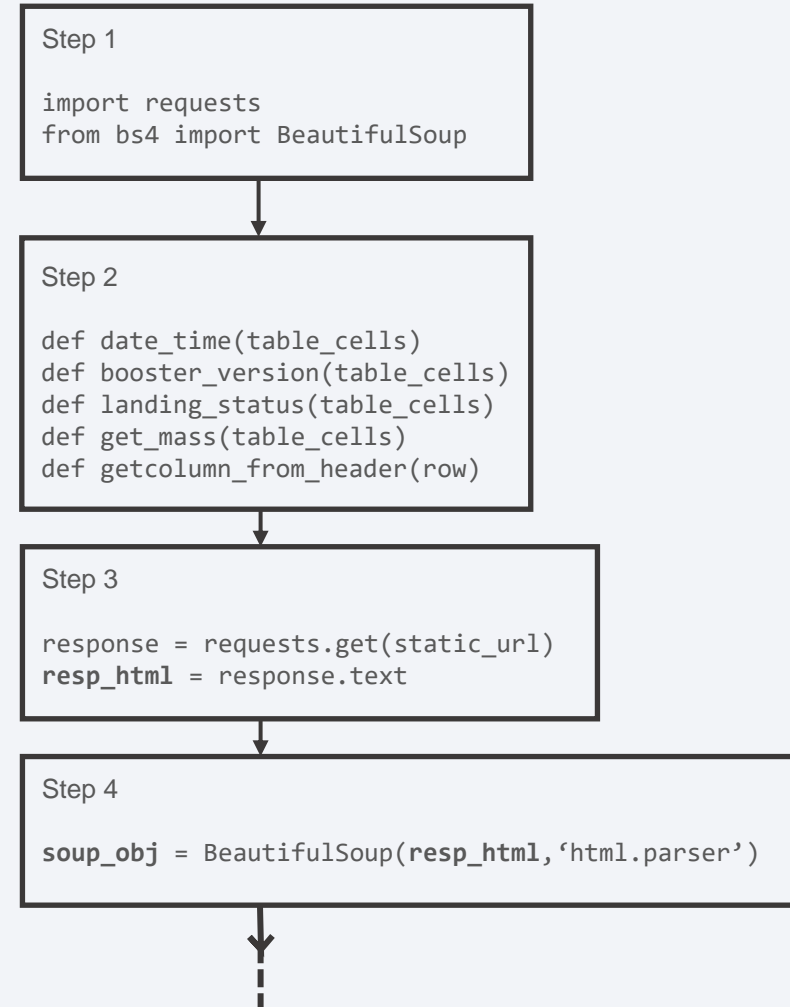 Step 1
import requests
from bs4 import BeautifulSoup
Step 2
def date_time(table_cells)
def booster_version(table_cells)
def landing_status(table_cells)
def get_mass(table_cells)
def getcolumn_from_header(row)
Step 3
response = requests.get(static_url)
resp_html = response.text
Step 4
soup_obj = BeautifulSoup(resp_html,‘html.parser’)